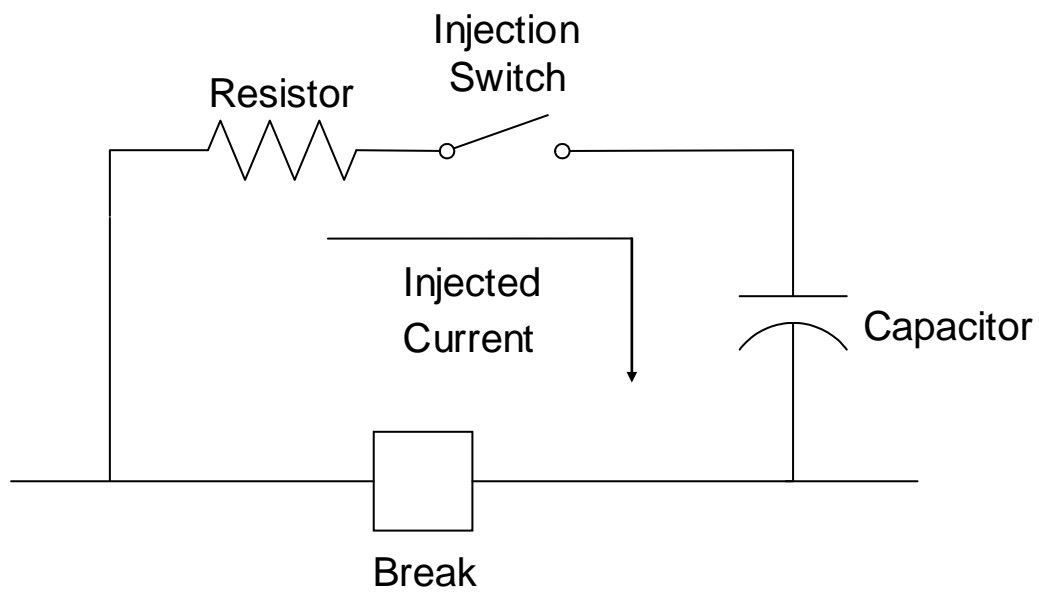 Injection
Switch
Resistor
Injected
Current
Capacitor
Break